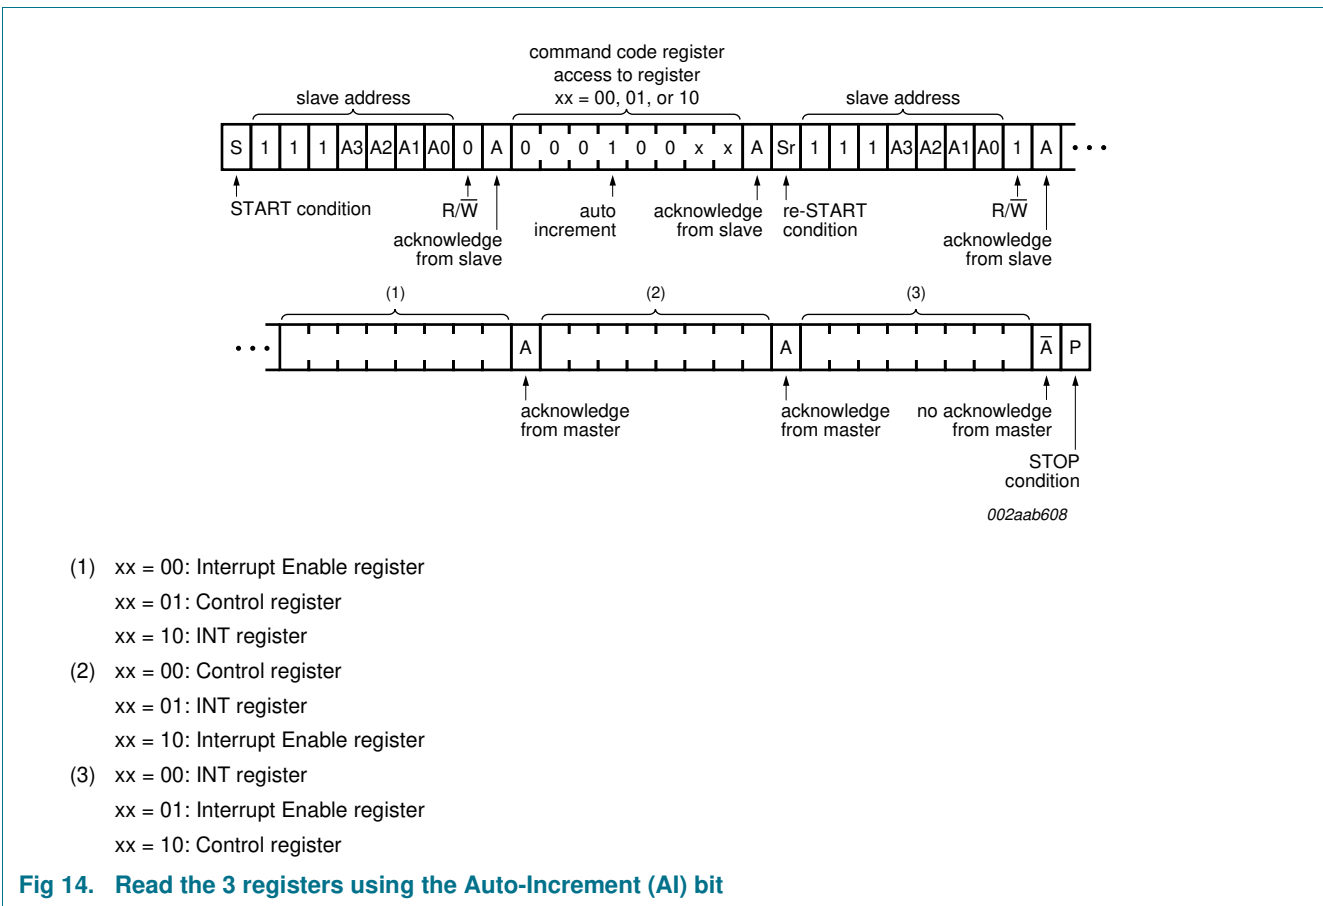 command code register
access to register
xx = 00, 01, or 10
slave address
slave address
S 1 1 1 A3 A2 A1 A0 0 A 0 0 0 1 0 0 x x A Sr 1 1 1 A3 A2 A1 A0 1 A • • •
START condition
R/W̅
acknowledge
from slave
auto
increment
acknowledge
from slave
re-START
condition
R/W̅
acknowledge
from slave
(1)
(2)
(3)
• • • A A A̅ P
acknowledge
from master
acknowledge
from master
no acknowledge
from master
STOP
condition
002aab608
(1) xx = 00: Interrupt Enable register
xx = 01: Control register
xx = 10: INT register
(2) xx = 00: Control register
xx = 01: INT register
xx = 10: Interrupt Enable register
(3) xx = 00: INT register
xx = 01: Interrupt Enable register
xx = 10: Control register
Fig 14. Read the 3 registers using the Auto-Increment (AI) bit